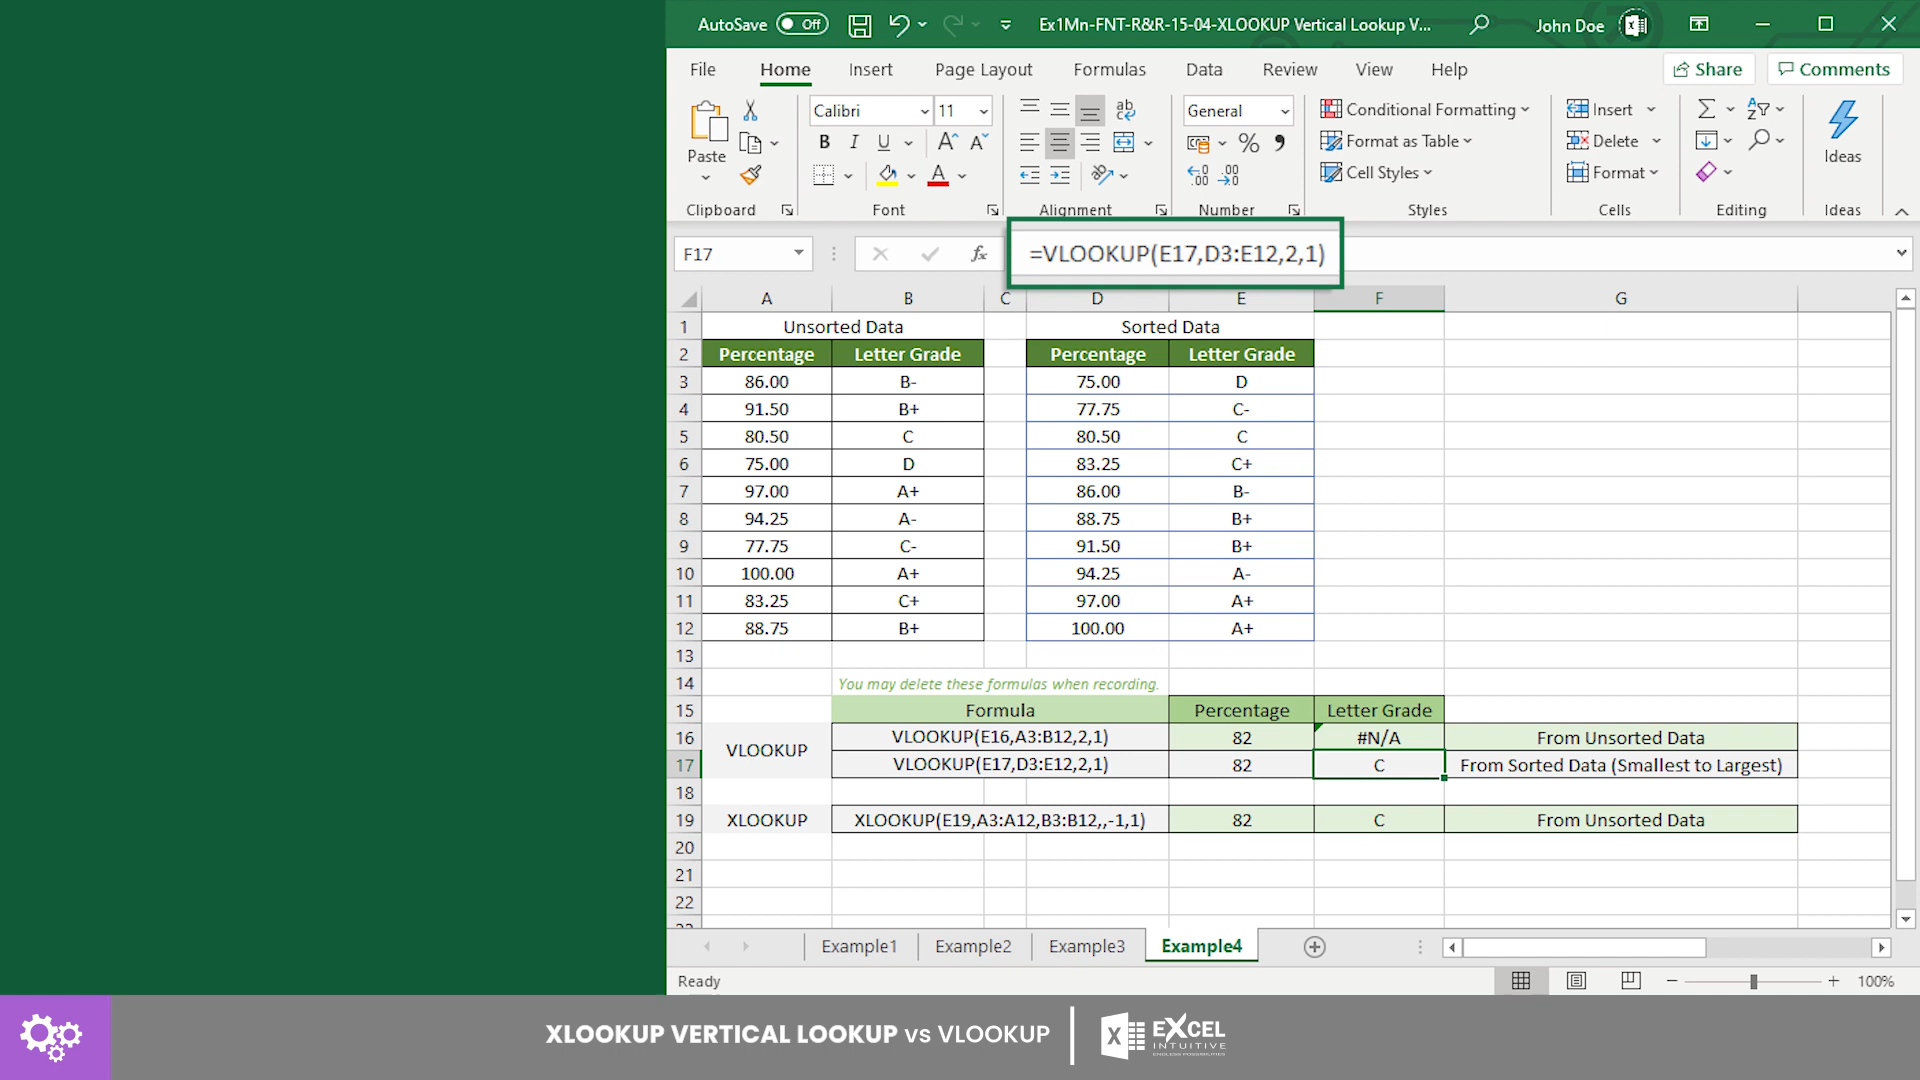 AutoSave Off Ex1Mn-FNT-R&R-15-04-XLOOKUP Vertical Lookup V... John Doe
File Home Insert Page Layout Formulas Data Review View Help Share Comments
Calibri 11 General Conditional Formatting Insert
Paste B I U Format as Table Delete Ideas
Cell Styles Format
Clipboard Font Alignment Number Styles Cells Editing Ideas
F17 fx =VLOOKUP(E17,D3:E12,2,1)
A B C D E F G
1 Unsorted Data Sorted Data
2 Percentage Letter Grade Percentage Letter Grade
3 86.00 B- 75.00 D
4 91.50 B+ 77.75 C-
5 80.50 C 80.50 C
6 75.00 D 83.25 C+
7 97.00 A+ 86.00 B-
8 94.25 A- 88.75 B+
9 77.75 C- 91.50 B+
10 100.00 A+ 94.25 A-
11 83.25 C+ 97.00 A+
12 88.75 B+ 100.00 A+
13
14 You may delete these formulas when recording.
15 Formula Percentage Letter Grade
16 VLOOKUP VLOOKUP(E16,A3:B12,2,1) 82 #N/A From Unsorted Data
17 VLOOKUP(E17,D3:E12,2,1) 82 C From Sorted Data (Smallest to Largest)
18
19 XLOOKUP XLOOKUP(E19,A3:A12,B3:B12,,-1,1) 82 C From Unsorted Data
20
21
22
Example1 Example2 Example3 Example4
Ready 100%
XLOOKUP VERTICAL LOOKUP vs VLOOKUP X EXCEL
INTUITIVE